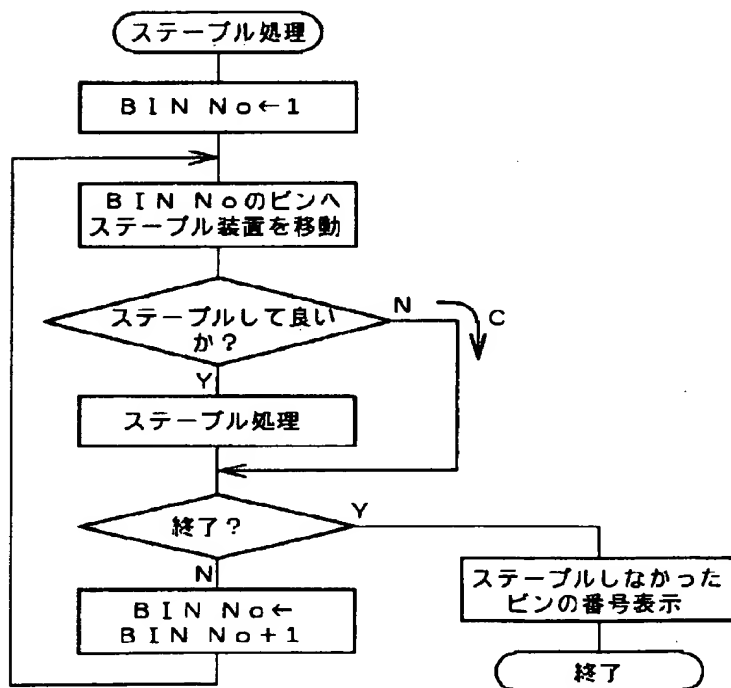 ステープル処理
BIN No←1
BIN Noのビンへ
ステープル装置を移動
ステープルして良い
か?
N
C
Y
ステープル処理
終了?
Y
N
BIN No←
BIN No+1
ステープルしなかった
ビンの番号表示
終了